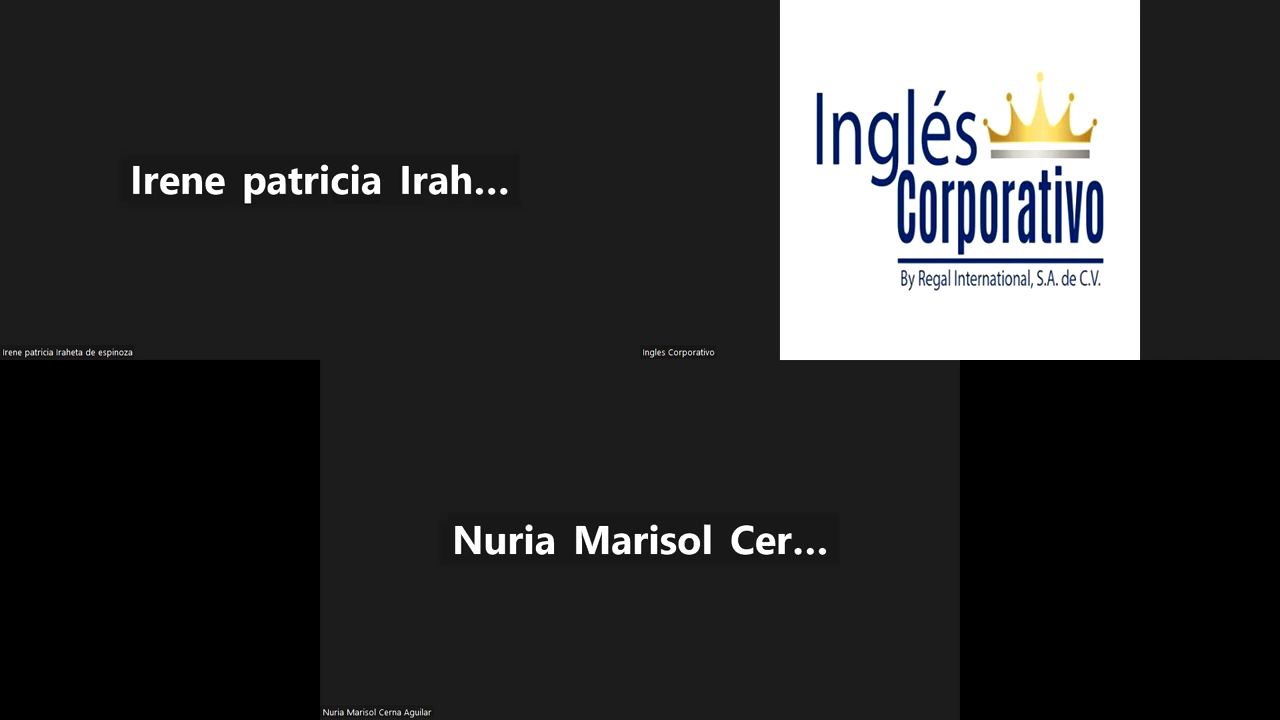 Irene patricia Irah...
Irene patricia Iraheta de espinoza
Inglés
Corporativo
By Regal International, S.A. de C.V.
Ingles Corporativo
Nuria Marisol Cer...
Nuria Marisol Cerna Aguilar